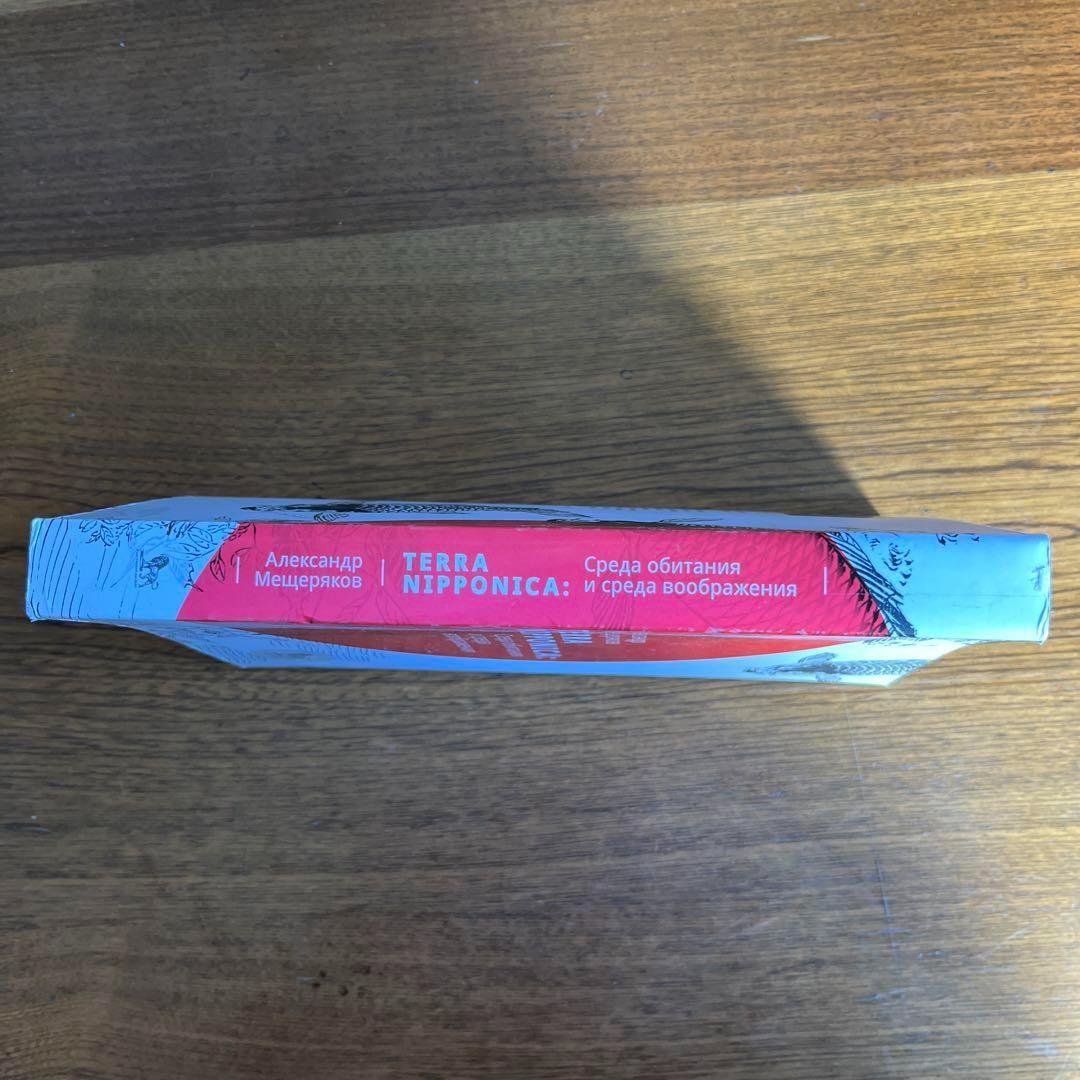 Александр
Мещеряков
TERRA
NIPPONICA:
Среда обитания
и среда воображения